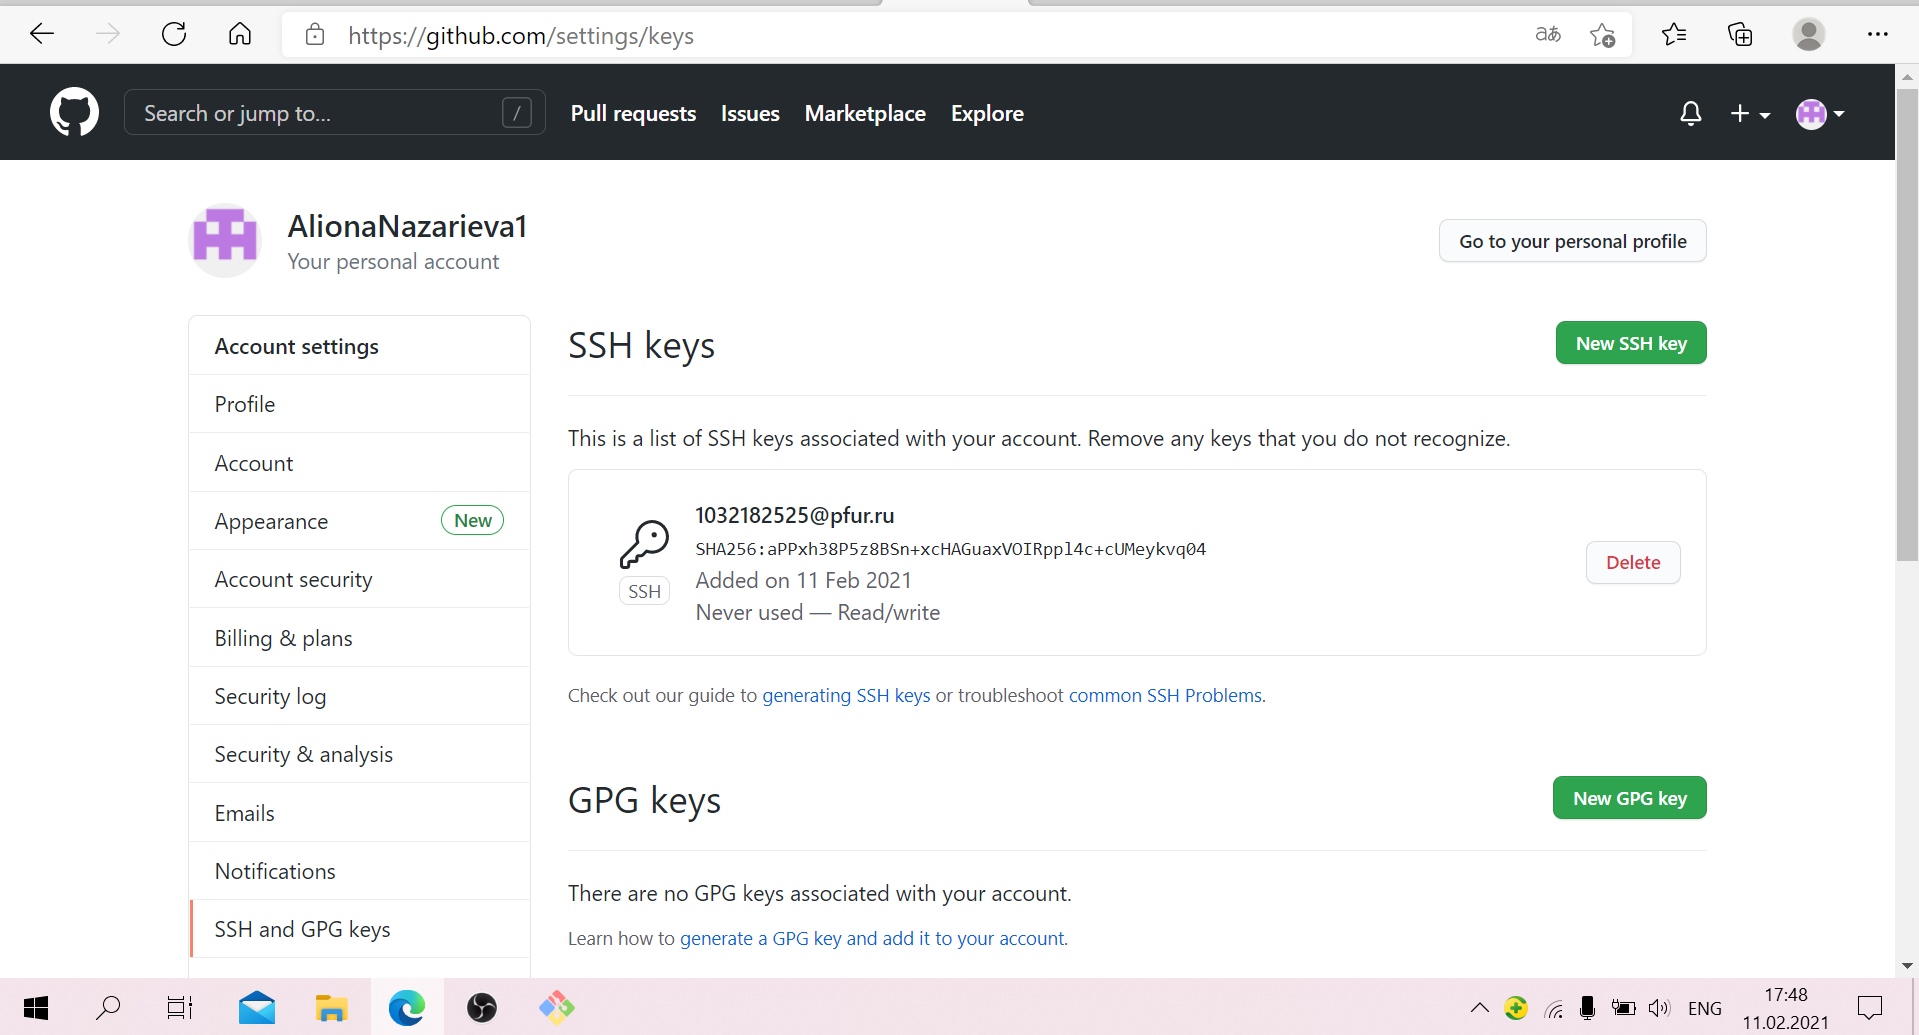 https://github.com/settings/keys
aあ
Search or jump to...
/
Pull requests
Issues
Marketplace
Explore
AlionaNazarieva1
Your personal account
Go to your personal profile
Account settings
Profile
Account
Appearance
New
Account security
Billing & plans
Security log
Security & analysis
Emails
Notifications
SSH and GPG keys
SSH keys
New SSH key
This is a list of SSH keys associated with your account. Remove any keys that you do not recognize.
1032182525@pfur.ru
SHA256:aPPxh38P5z8BSn+xcHAGuaxVOIRppl4c+cUMeykvq04
Added on 11 Feb 2021
Never used — Read/write
SSH
Delete
Check out our guide to generating SSH keys or troubleshoot common SSH Problems.
GPG keys
New GPG key
There are no GPG keys associated with your account.
Learn how to generate a GPG key and add it to your account.
ENG
17:48
11.02.2021